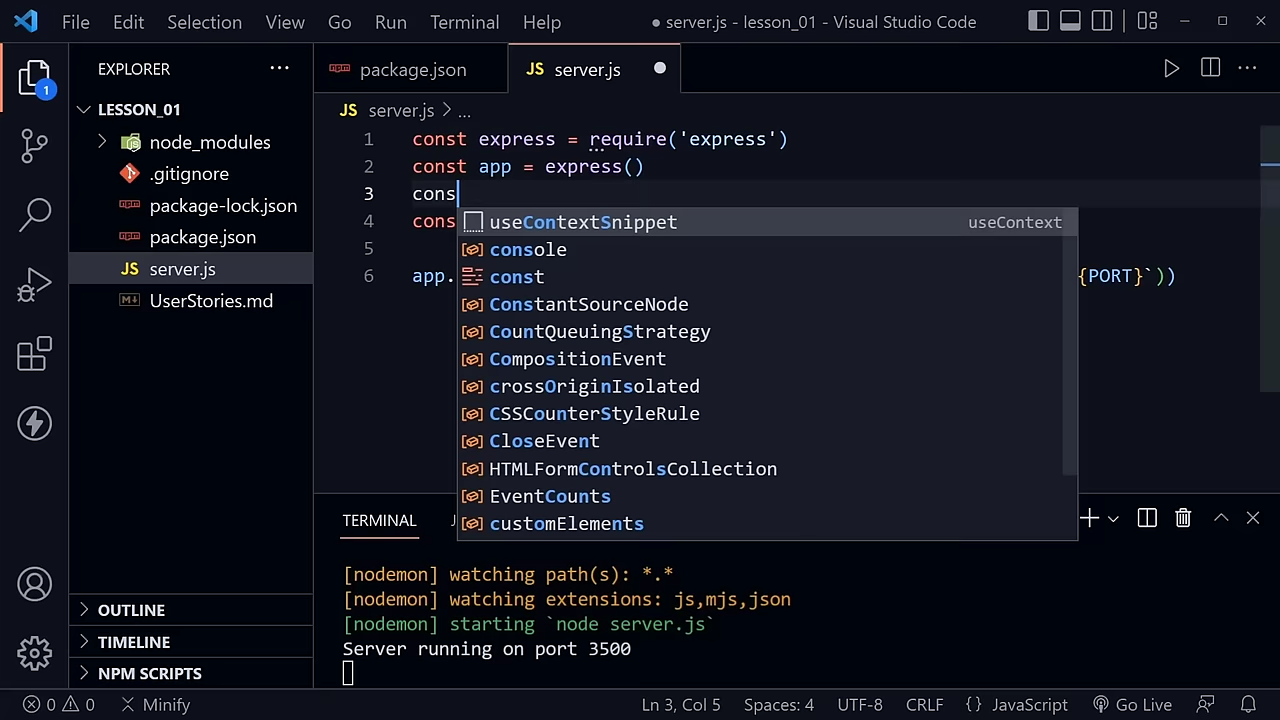 File Edit Selection View Go Run Terminal Help ● server.js - lesson_01 - Visual Studio Code
EXPLORER ···
package.json
JS server.js
LESSON_01
node_modules
.gitignore
package-lock.json
package.json
JS server.js
UserStories.md
JS server.js > ...
1 const express = require('express')
2 const app = express()
3 cons
4 cons
5
6 app. {PORT}`))
useContextSnippet useContext
console
const
ConstantSourceNode
CountQueuingStrategy
CompositionEvent
crossOriginIsolated
CSSCounterStyleRule
CloseEvent
HTMLFormControlsCollection
EventCounts
customElements
1
TERMINAL
[nodemon] watching path(s): *.*
[nodemon] watching extensions: js,mjs,json
[nodemon] starting `node server.js`
Server running on port 3500
OUTLINE
TIMELINE
NPM SCRIPTS
0 0 Minify Ln 3, Col 5 Spaces: 4 UTF-8 CRLF {} JavaScript Go Live